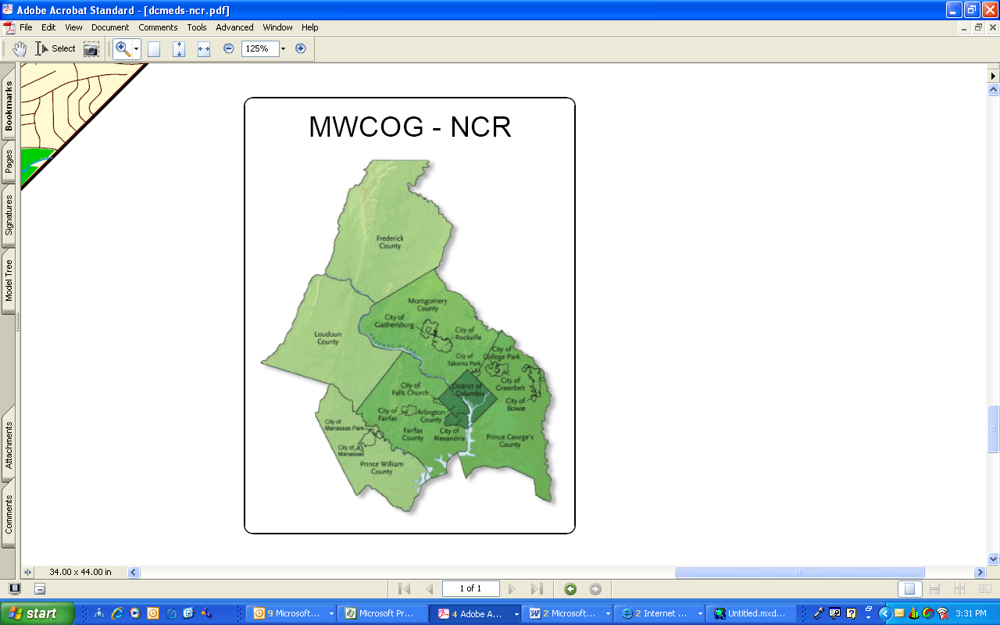 Adobe Acrobat Standard - [dcmeds-ncr.pdf]
File Edit View Document Comments Tools Advanced Window Help
Select
125%
Bookmarks
Pages
Signatures
Model Tree
Attachments
Comments
MWCOG - NCR
Frederick
County
Montgomery
County
City of
Gaithersburg
City of
Rockville
Loudoun
County
City of
College Park
City of
Takoma Park
City of
Greenbelt
District of
Columbia
City of
Falls Church
City of
Bowie
City of
Fairfax
Arlington
County
City of
Manassas Park
Fairfax
County
City of
Alexandria
Prince George's
County
City of
Manassas
Prince William
County
34.00 x 44.00 in
1 of 1
start
9 Microsoft...
Microsoft Pr...
4 Adobe A...
2 Microsoft...
2 Internet ...
Untitled.mxd...
3:31 PM